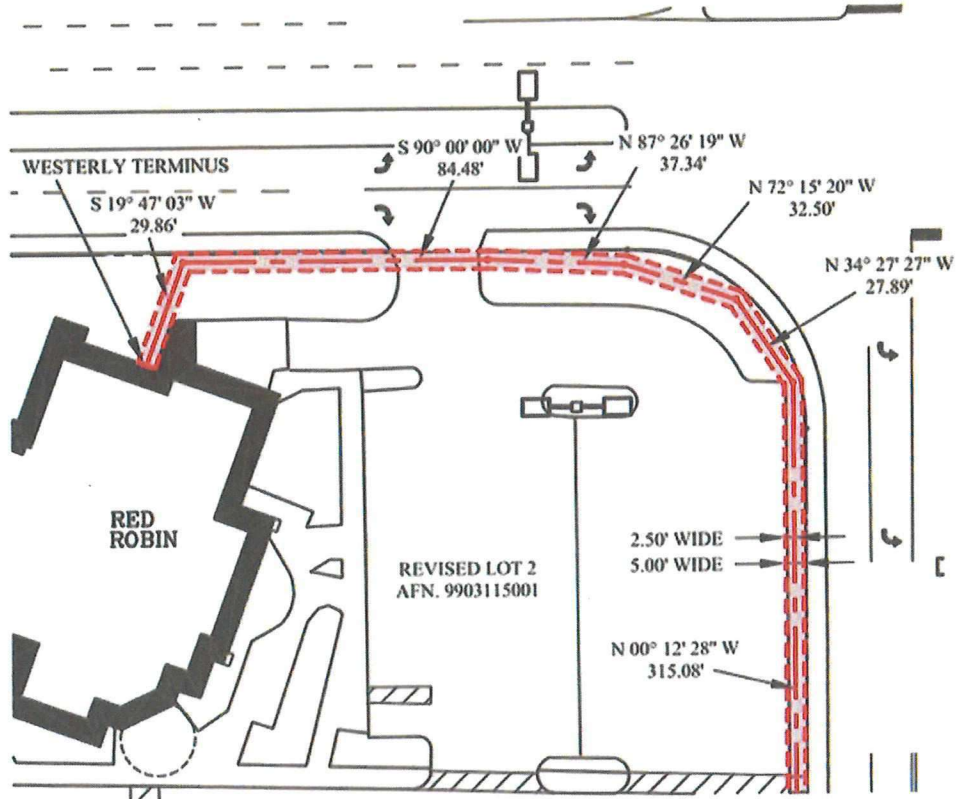 S 90° 00' 00" W
84.48'
N 87° 26' 19" W
37.34'
WESTERLY TERMINUS
N 72° 15' 20" W
32.50'
S 19° 47' 03" W
29.86'
N 34° 27' 27" W
27.89'
RED
ROBIN
2.50' WIDE
5.00' WIDE
REVISED LOT 2
AFN. 9903115001
N 00° 12' 28" W
315.08'